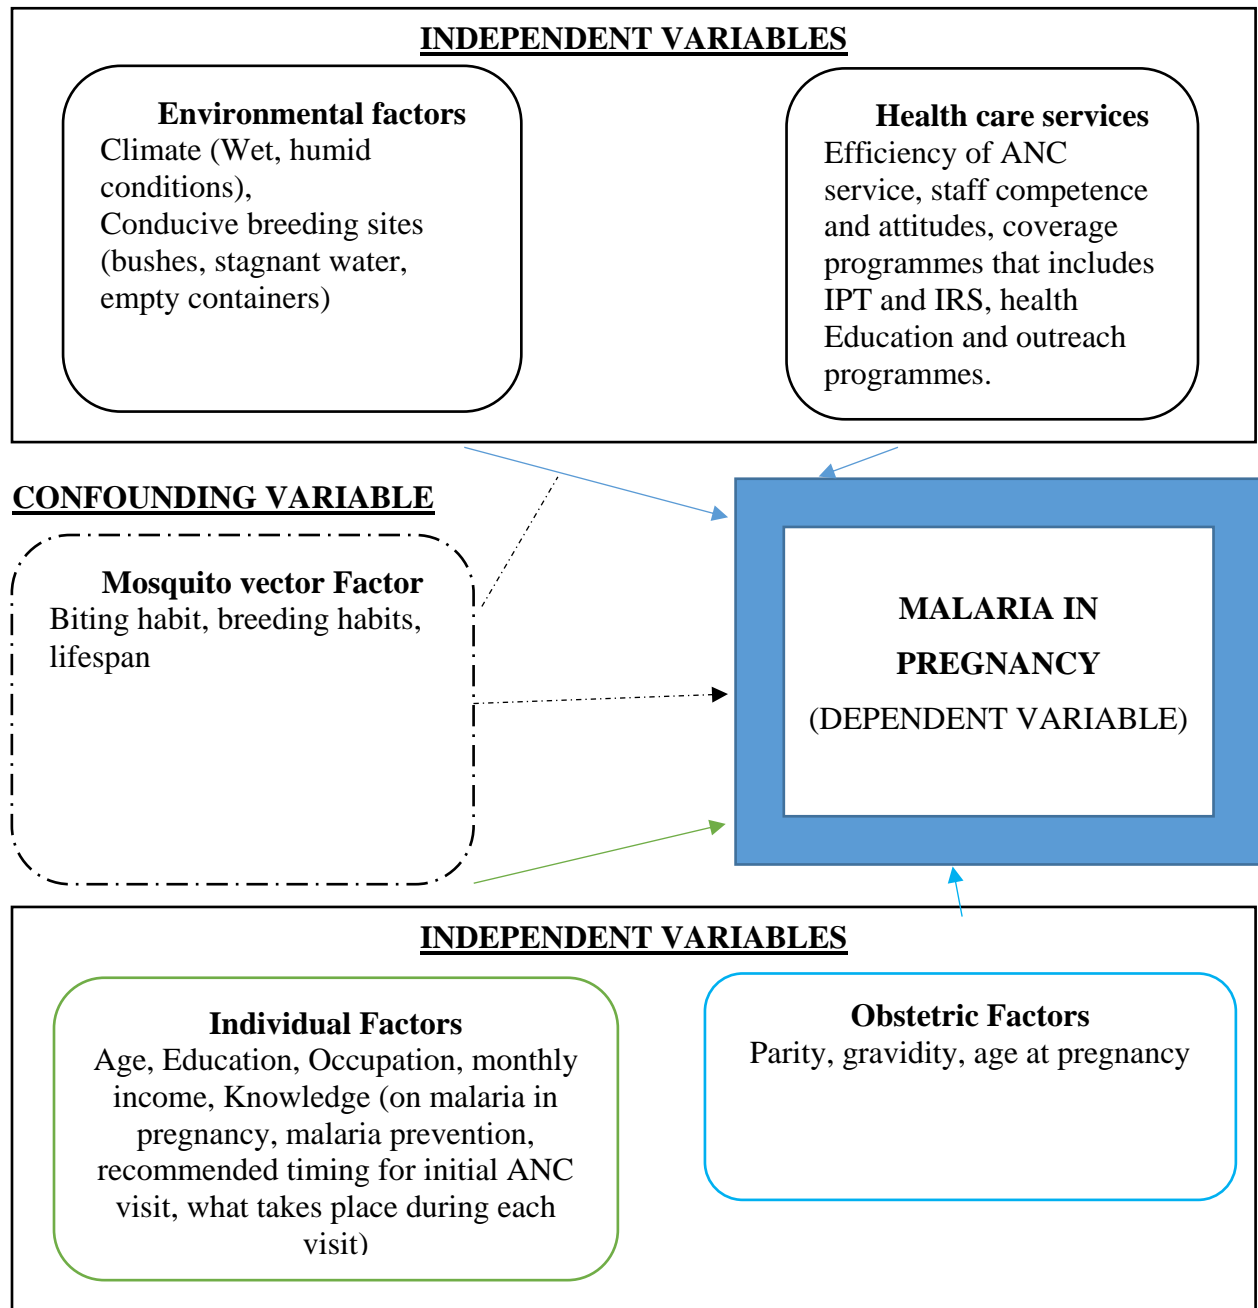 INDEPENDENT VARIABLES
Environmental factors
Climate (Wet, humid
conditions),
Conducive breeding sites
(bushes, stagnant water,
empty containers)
Health care services
Efficiency of ANC
service, staff competence
and attitudes, coverage
programmes that includes
IPT and IRS, health
Education and outreach
programmes.
CONFOUNDING VARIABLE
Mosquito vector Factor
Biting habit, breeding habits,
lifespan
MALARIA IN
PREGNANCY
(DEPENDENT VARIABLE)
INDEPENDENT VARIABLES
Individual Factors
Age, Education, Occupation, monthly
income, Knowledge (on malaria in
pregnancy, malaria prevention,
recommended timing for initial ANC
visit, what takes place during each
visit)
Obstetric Factors
Parity, gravidity, age at pregnancy